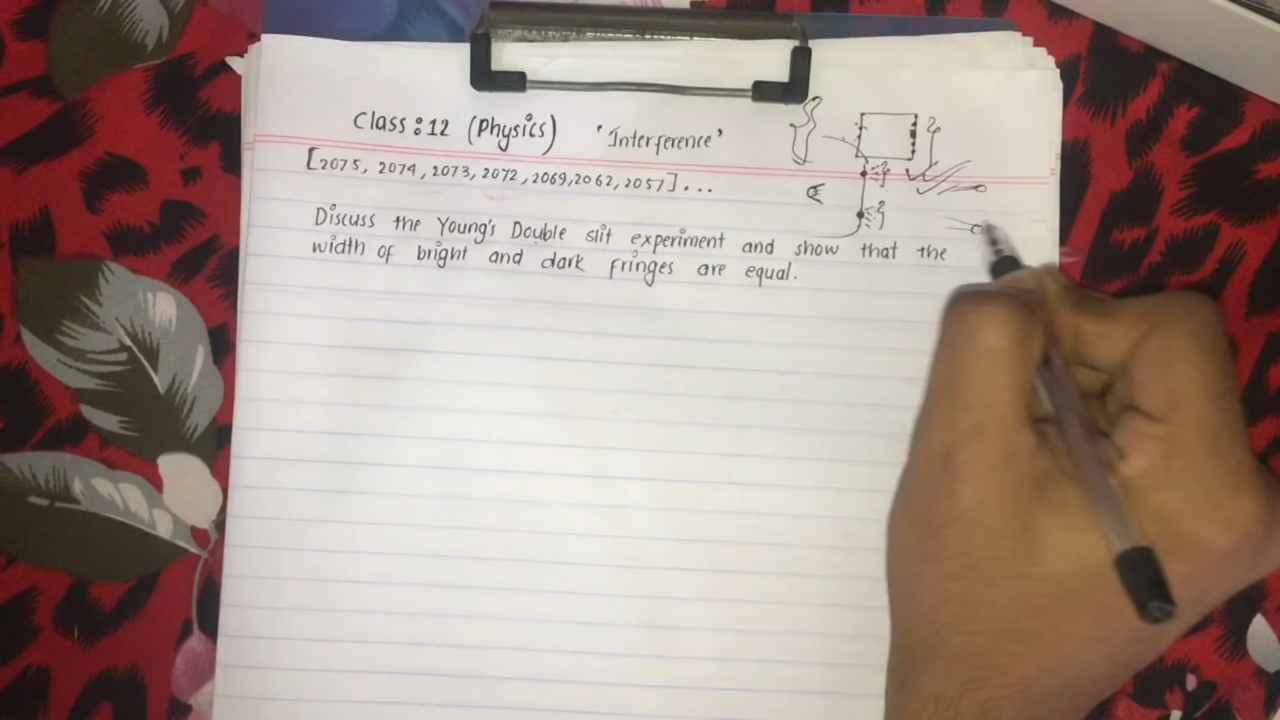 Class : 12 (Physics) 'Interference'
[2075, 2074, 2073, 2072, 2069, 2062, 2057] ...
Discuss the Young's Double slit experiment and show that the
width of bright and dark fringes are equal.